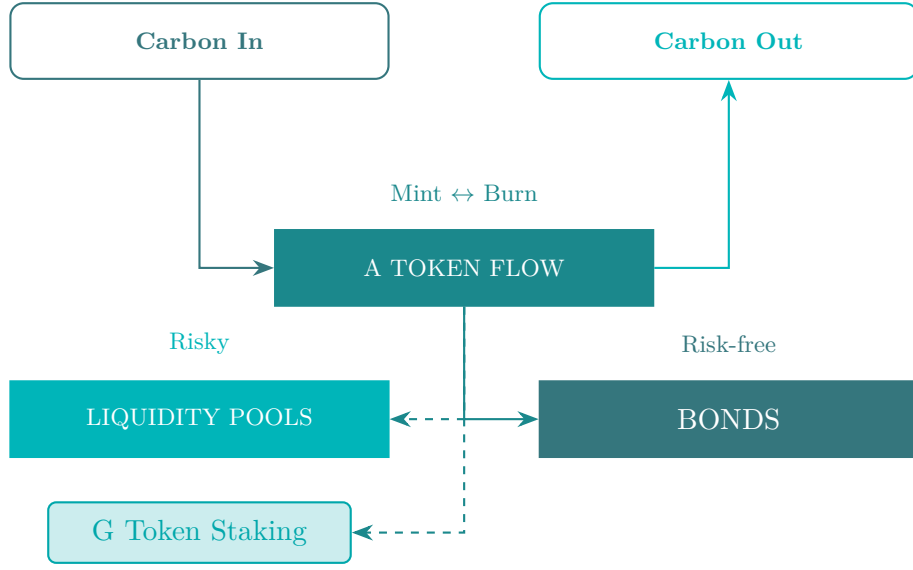 Carbon In
Carbon Out
Mint ↔ Burn
A TOKEN FLOW
Risky
Risk-free
LIQUIDITY POOLS
BONDS
G Token Staking